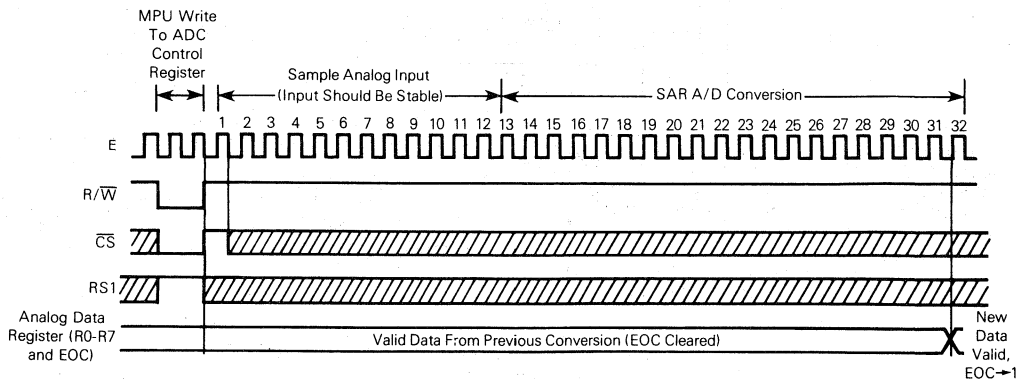 MPU Write
To ADC
Control
Register
Sample Analog Input
(Input Should Be Stable)
SAR A/D Conversion
1 2 3 4 5 6 7 8 9 10 11 12 13 14 15 16 17 18 19 20 21 22 23 24 25 26 27 28 29 30 31 32
E
R/W̅
C̅S̅
RS1
Analog Data
Register (R0-R7
and EOC)
Valid Data From Previous Conversion (EOC Cleared)
New
Data
Valid,
EOC→1